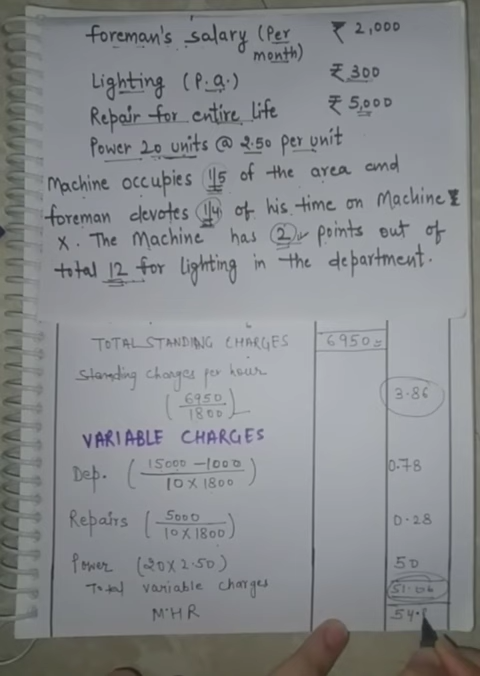 foreman's salary (Per month) ₹ 2,000
Lighting (P.a.) ₹ 300
Repair for entire life ₹ 5,000
Power 20 units @ 2.50 per unit
Machine occupies 1/5 of the area and
foreman devotes 1/4 of his time on Machine
X. The Machine has 2 points out of
total 12 for lighting in the department.
TOTAL STANDING CHARGES 6950=
Standing charges per hour
(6950/1800) 3.86
VARIABLE CHARGES
Dep. (15000-1000/10×1800) 0.78
Repairs (5000/10×1800) 0.28
Power (20×2.50) 50
Total variable charges 51.06
MHR 54.